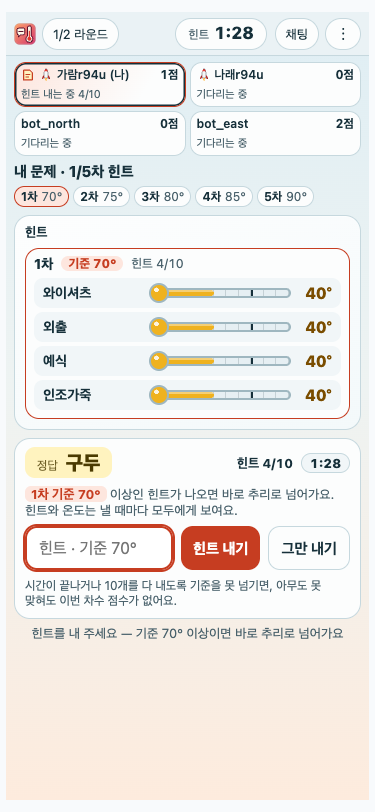 1/2 라운드
힌트 1:28
채팅
⋮
가람r94u (나) 1점
힌트 내는 중 4/10
나래r94u 0점
기다리는 중
bot_north 0점
기다리는 중
bot_east 2점
기다리는 중
내 문제 · 1/5차 힌트
1차 70° 2차 75° 3차 80° 4차 85° 5차 90°
힌트
1차 기준 70° 힌트 4/10
와이셔츠 40°
외출 40°
예식 40°
인조가죽 40°
정답 구두 힌트 4/10 1:28
1차 기준 70° 이상인 힌트가 나오면 바로 추리로 넘어가요.
힌트와 온도는 낼 때마다 모두에게 보여요.
힌트 · 기준 70° 힌트 내기 그만 내기
시간이 끝나거나 10개를 다 내도록 기준을 못 넘기면, 아무도 못
맞혀도 이번 차수 점수가 없어요.
힌트를 내 주세요 — 기준 70° 이상이면 바로 추리로 넘어가요